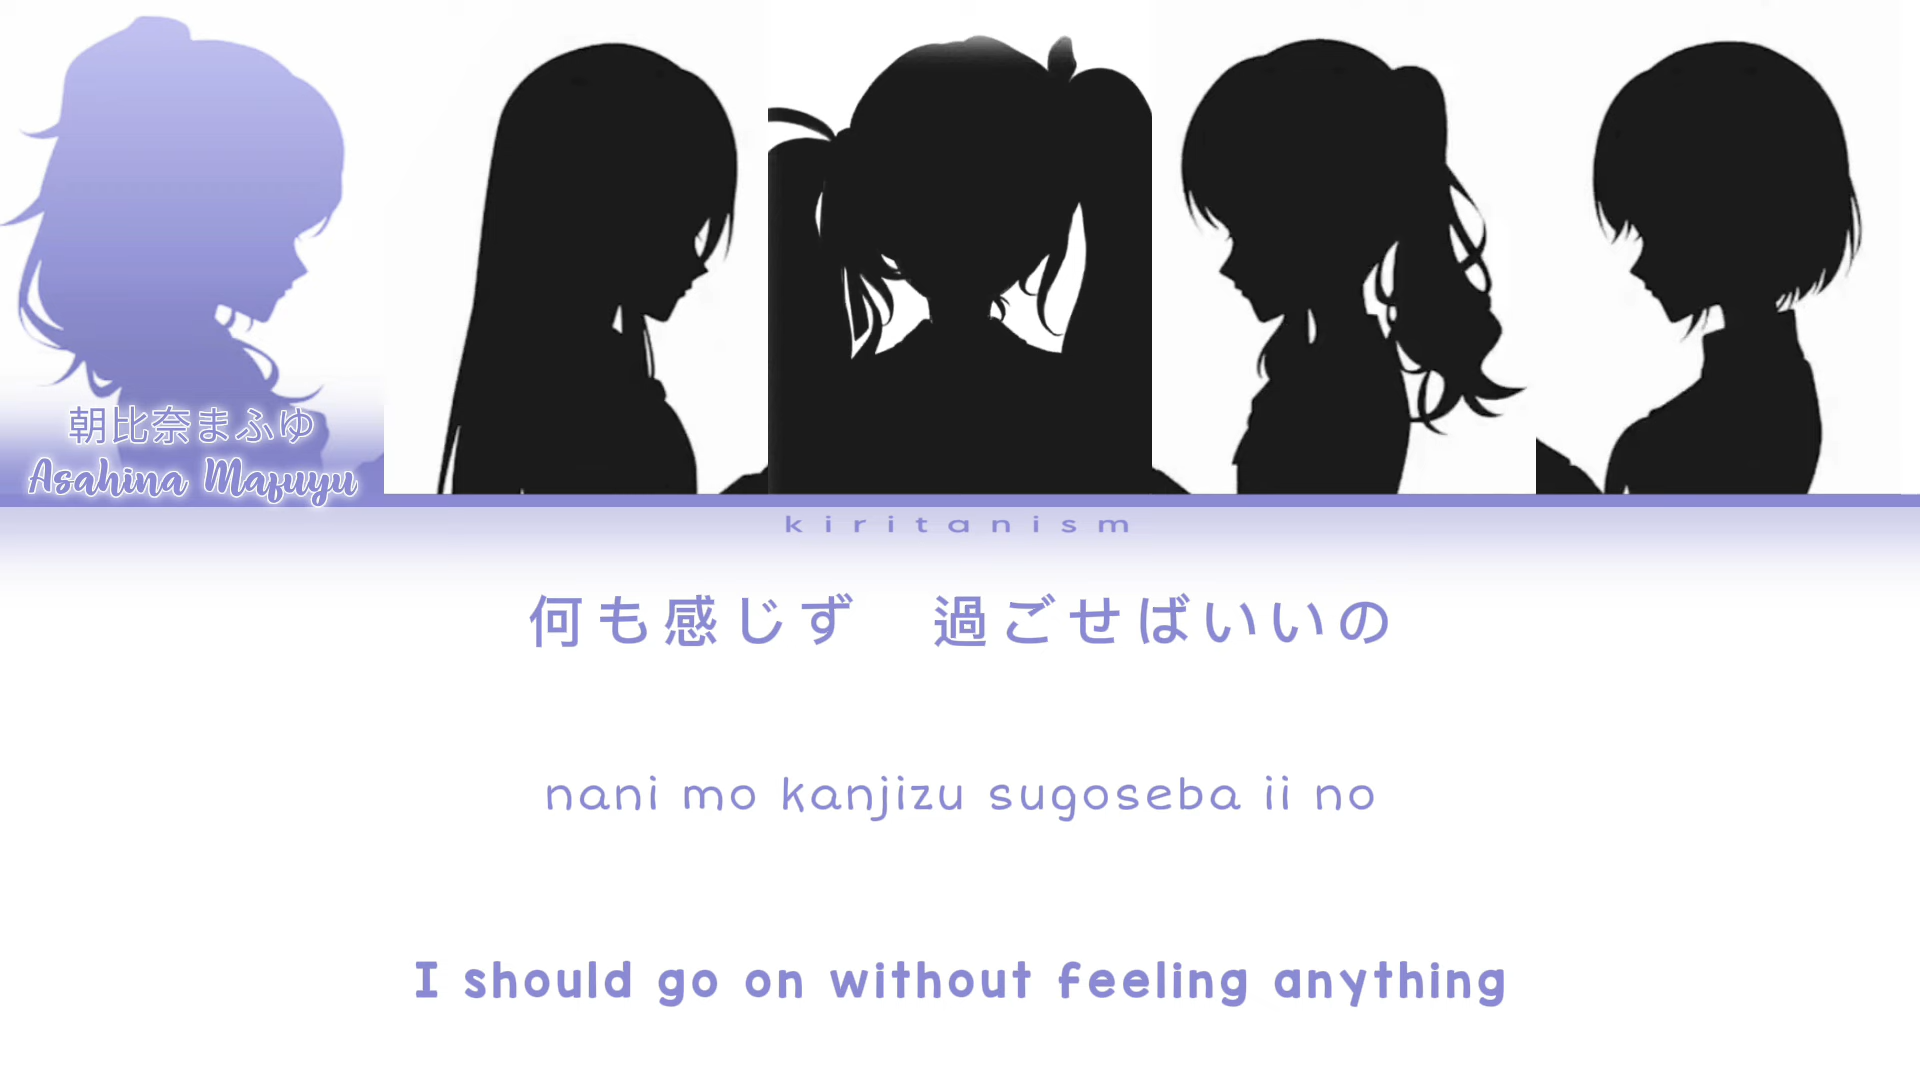 朝比奈まふゆ
Asahina Mafuyu
kiritanism
何も感じず　過ごせばいいの
nani mo kanjizu sugoseba ii no
I should go on without feeling anything